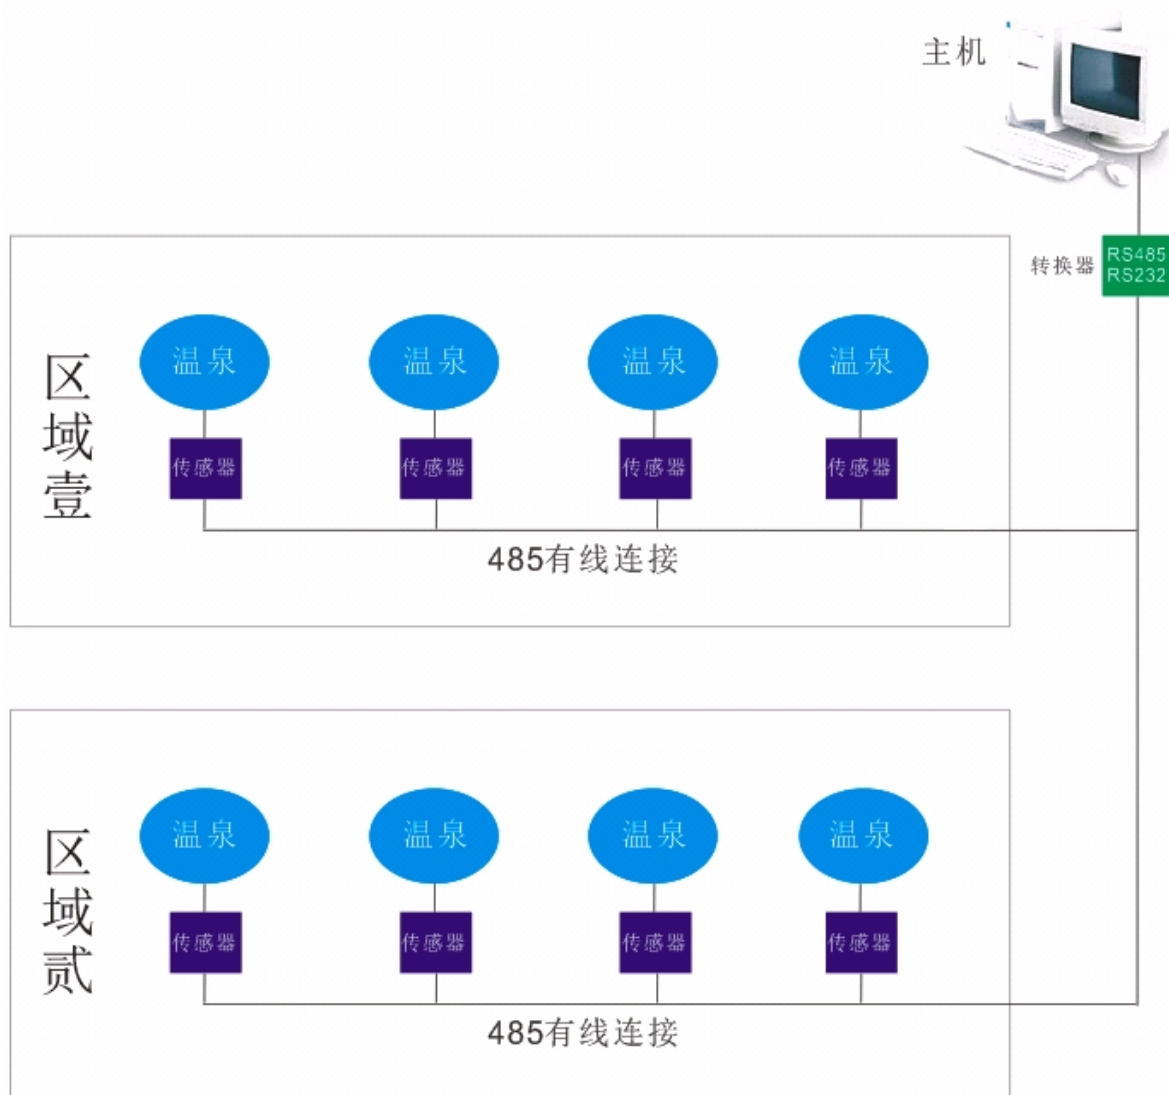 主机
转换器
RS485
RS232
区域壹
温泉 温泉 温泉 温泉
传感器 传感器 传感器 传感器
485有线连接
区域贰
温泉 温泉 温泉 温泉
传感器 传感器 传感器 传感器
485有线连接